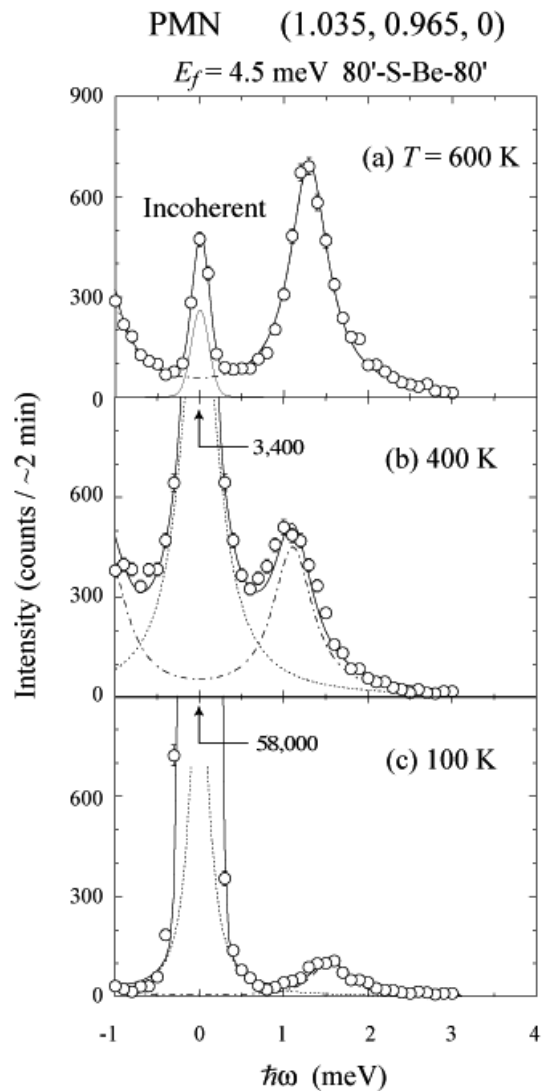 PMN (1.035, 0.965, 0)
E_f = 4.5 meV 80'-S-Be-80'
900
(a) T = 600 K
Incoherent
600
300
0
3,400
(b) 400 K
600
300
0
58,000
(c) 100 K
600
300
0
-1 0 1 2 3 4
ħω (meV)
Intensity (counts / ~2 min)